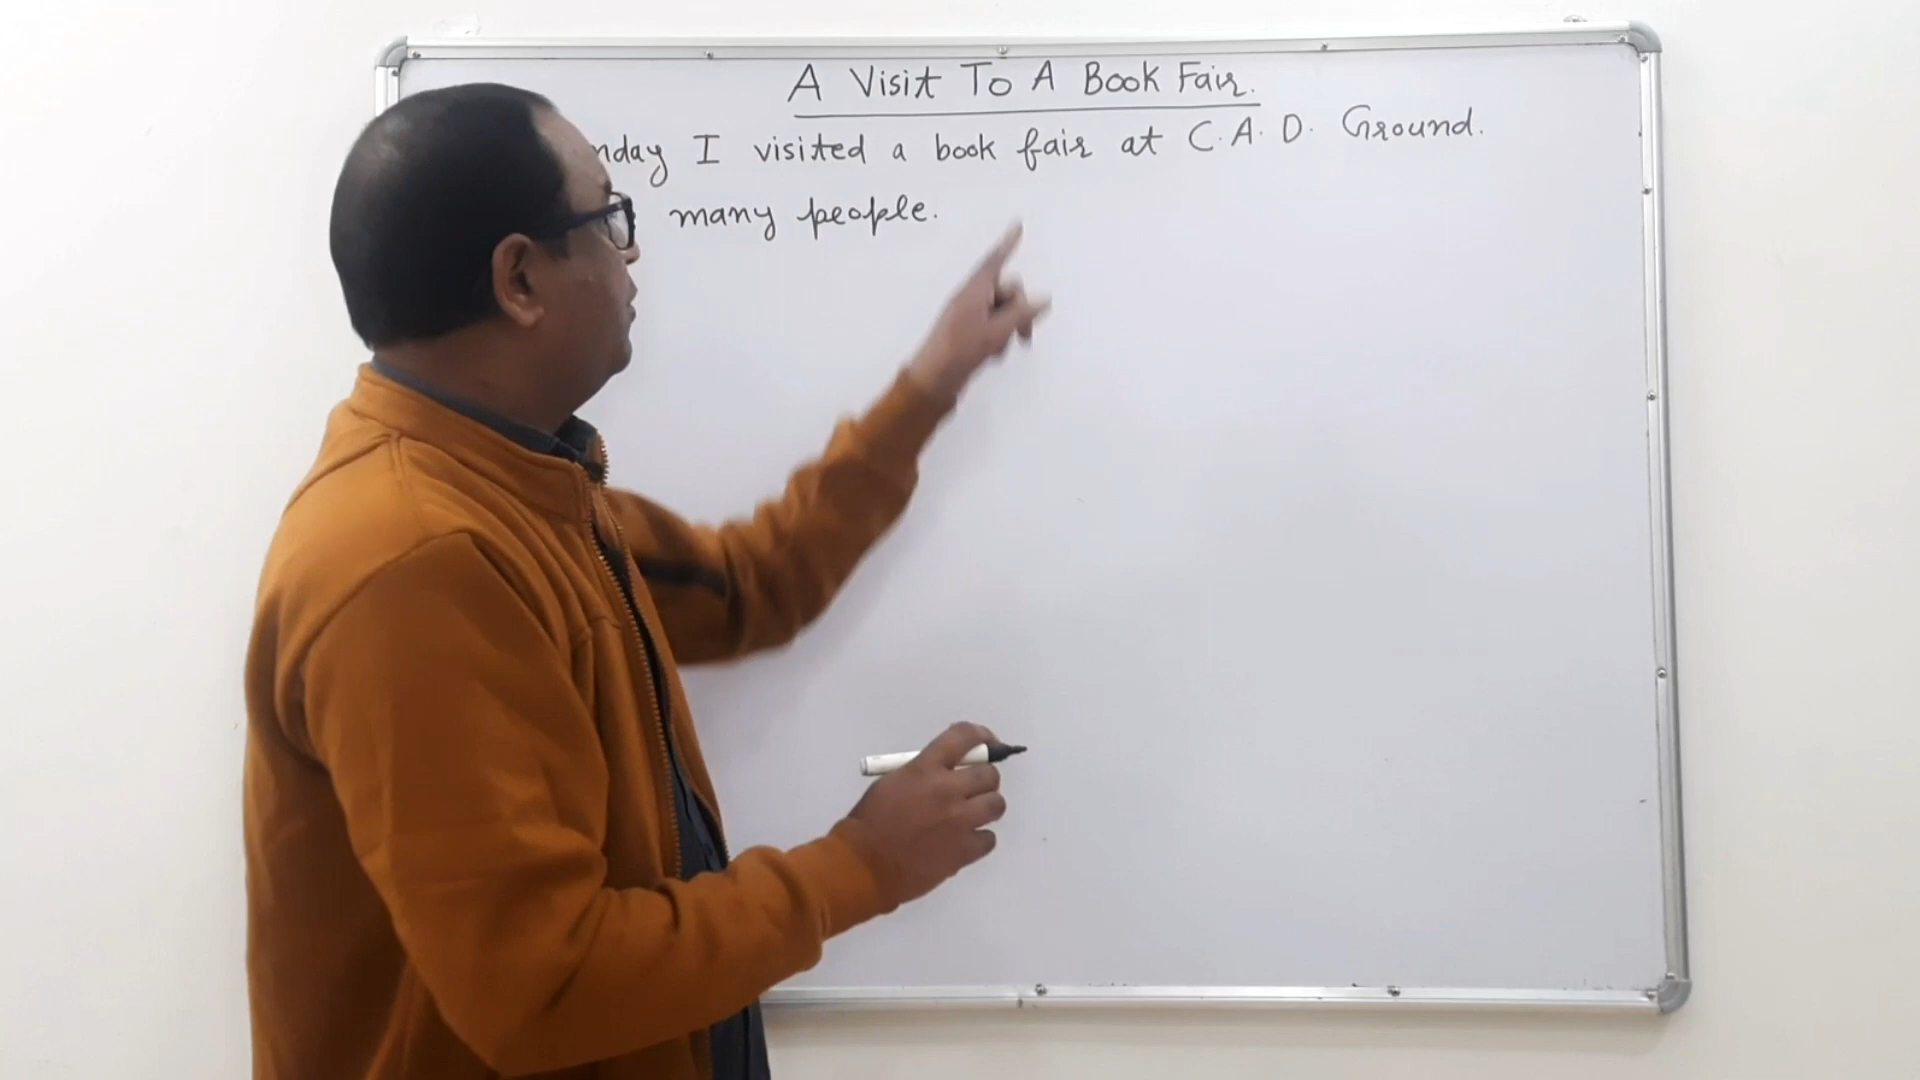 A Visit To A Book Fair.
nday I visited a book fair at C.A.D. Ground.
many people.